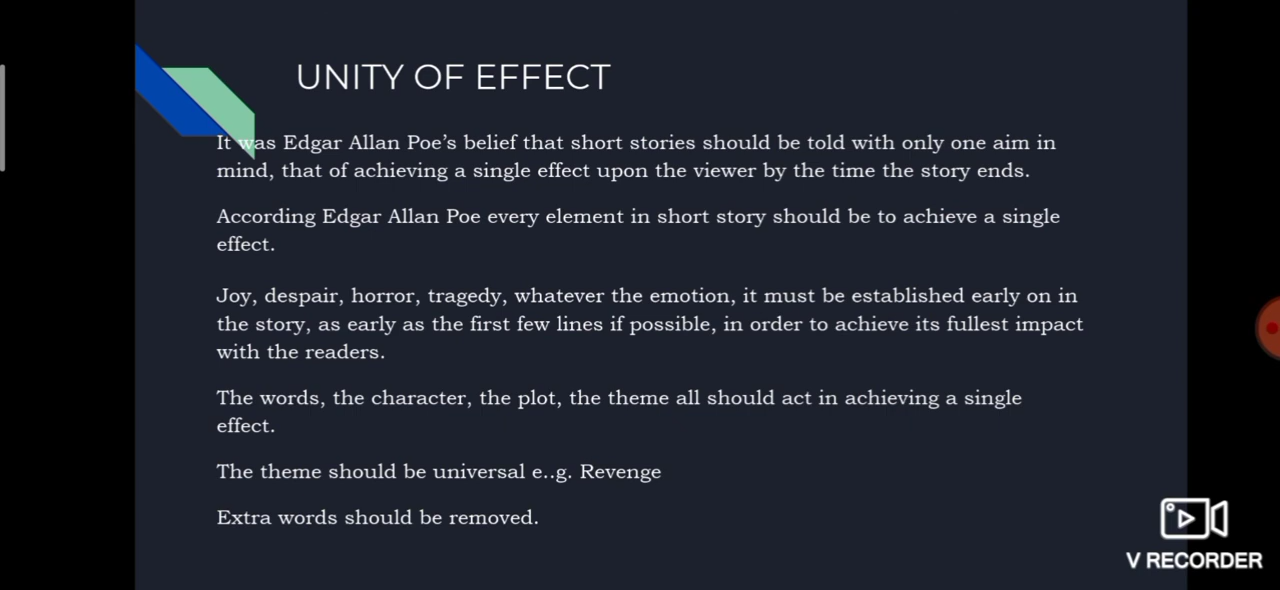 UNITY OF EFFECT
It was Edgar Allan Poe's belief that short stories should be told with only one aim in
mind, that of achieving a single effect upon the viewer by the time the story ends.
According Edgar Allan Poe every element in short story should be to achieve a single
effect.
Joy, despair, horror, tragedy, whatever the emotion, it must be established early on in
the story, as early as the first few lines if possible, in order to achieve its fullest impact
with the readers.
The words, the character, the plot, the theme all should act in achieving a single
effect.
The theme should be universal e..g. Revenge
Extra words should be removed.
V RECORDER